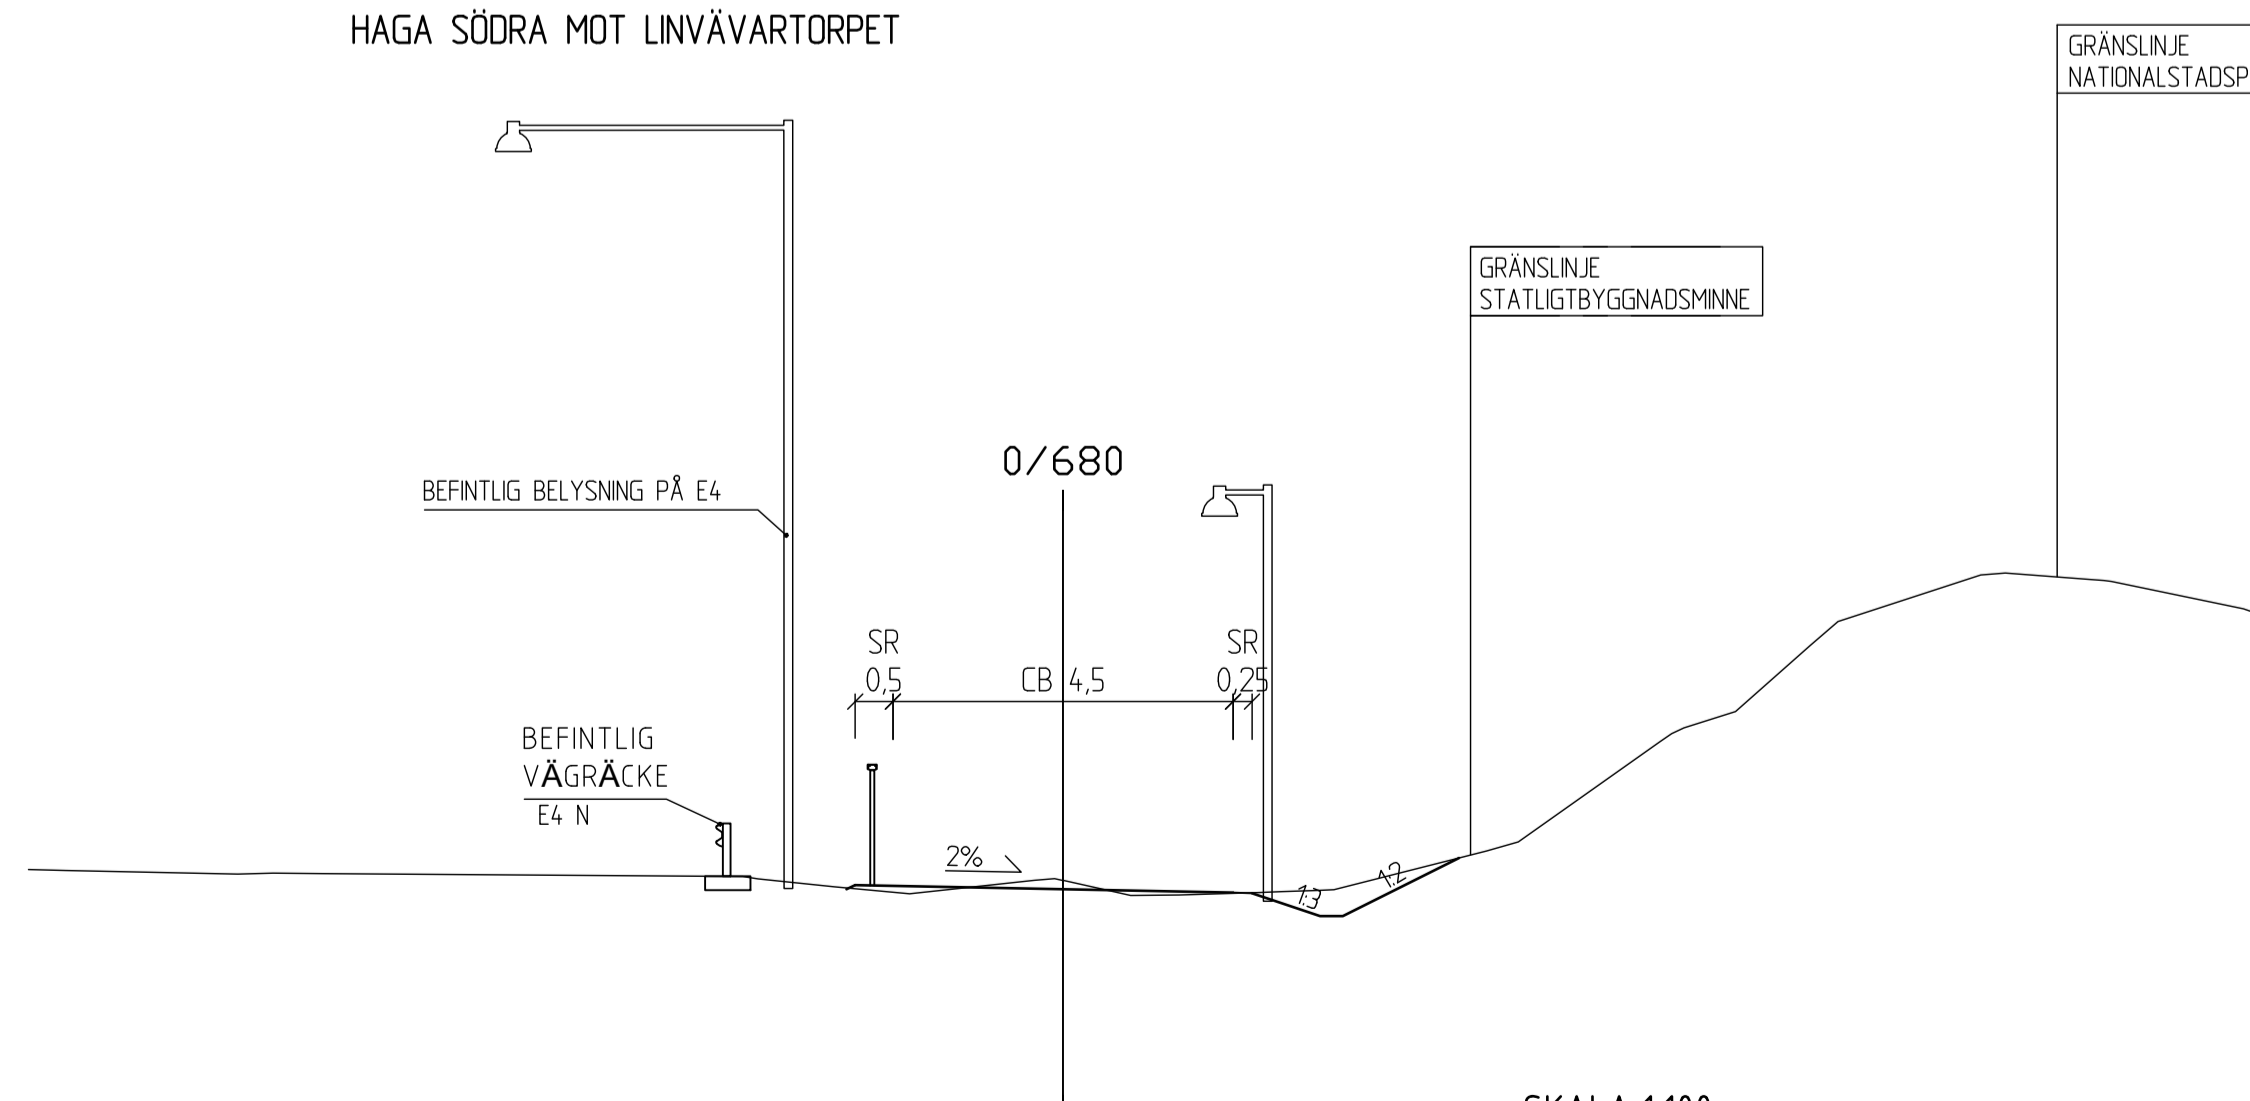 HAGA SÖDRA MOT LINVÄVARTORPET
GRÄNSLINJE
NATIONALSTADSP
GRÄNSLINJE
STATLIGTBYGGNADSMINNE
0/680
BEFINTLIG BELYSNING PÅ E4
SR
SR
0,5
CB 4,5
0,25
BEFINTLIG
VÄGRÄCKE
E4 N
2%
1:3
1:2
SKALA